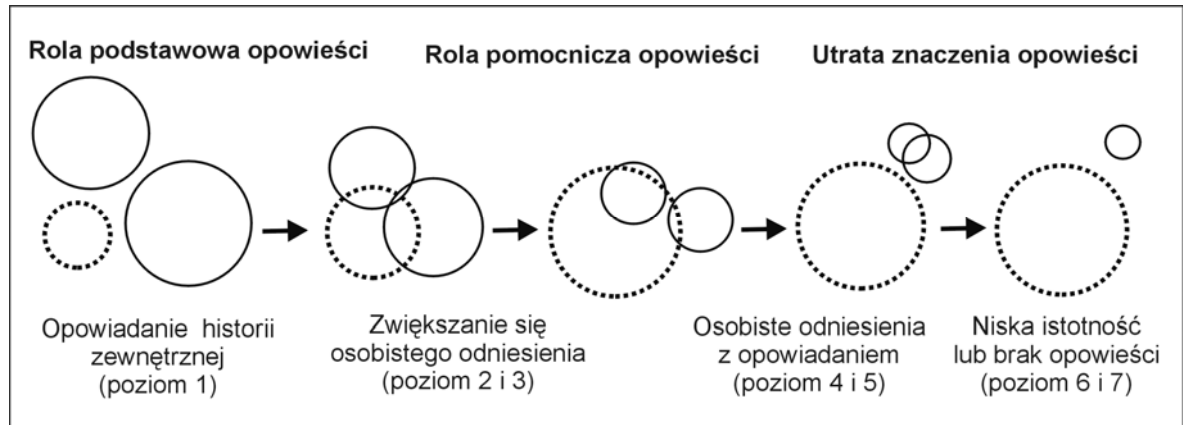 Rola podstawowa opowieści
Rola pomocnicza opowieści
Utrata znaczenia opowieści
Opowiadanie historii
zewnętrznej
(poziom 1)
Zwiększanie się
osobistego odniesienia
(poziom 2 i 3)
Osobiste odniesienia
z opowiadaniem
(poziom 4 i 5)
Niska istotność
lub brak opowieści
(poziom 6 i 7)